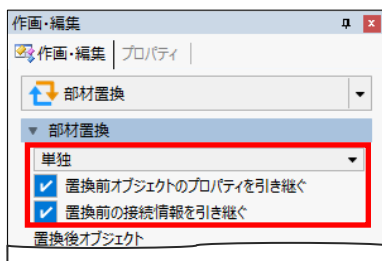 作画・編集
作画・編集 プロパティ
部材置換
部材置換
単独
置換前オブジェクトのプロパティを引き継ぐ
置換前の接続情報を引き継ぐ
置換後オブジェクト